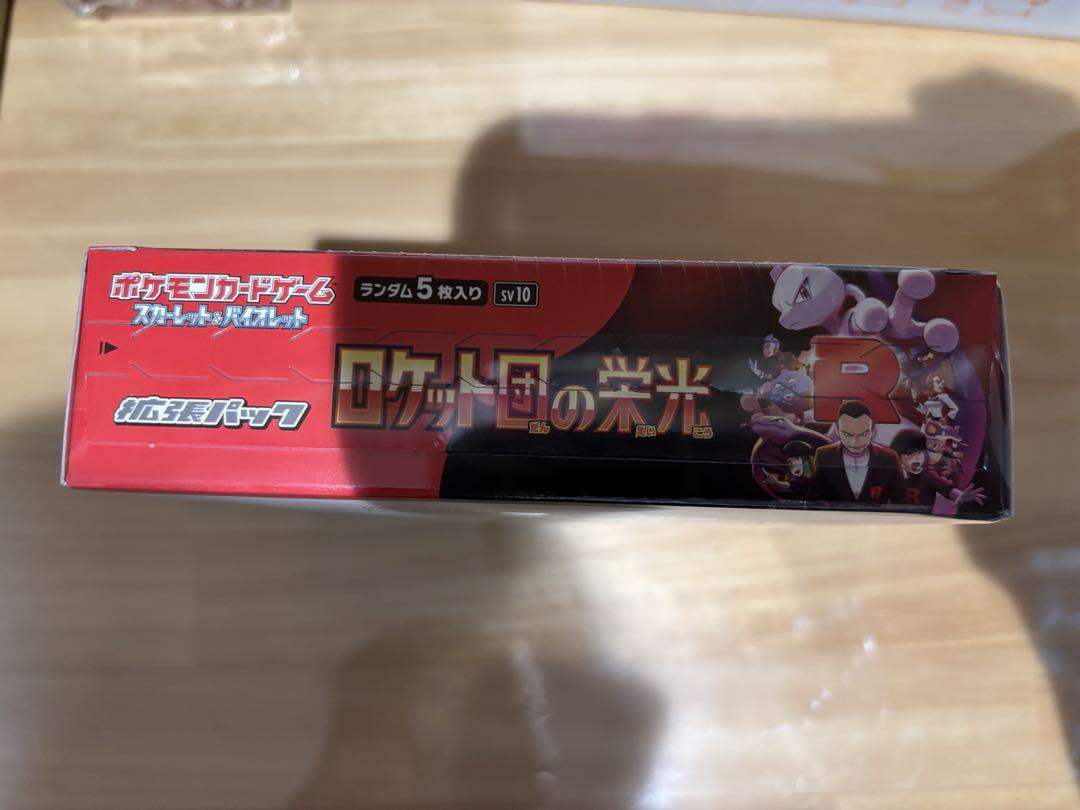 ポケモンカードゲーム
スカーレット&バイオレット
ランダム5枚入り SV10
拡張パック
ロケット団の栄光
だん えい こう
R
R R